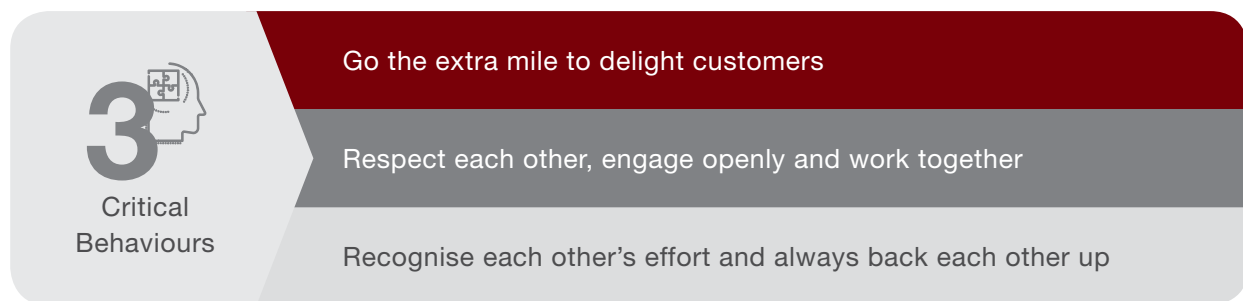 3
Critical
Behaviours
Go the extra mile to delight customers
Respect each other, engage openly and work together
Recognise each other’s effort and always back each other up